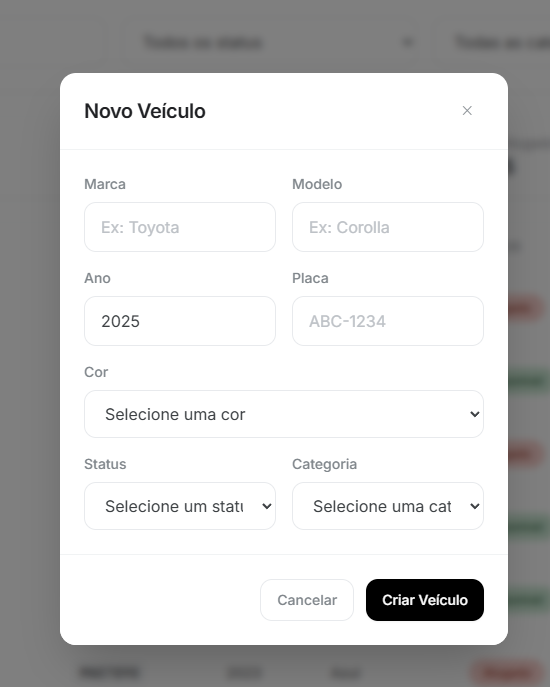 Todos os status
Todas as cat
Novo Veículo
×
Marca
Modelo
Ex: Toyota
Ex: Corolla
Ano
Placa
2025
ABC-1234
Cor
Selecione uma cor
Status
Categoria
Selecione um statu
Selecione uma cat
Cancelar
Criar Veículo